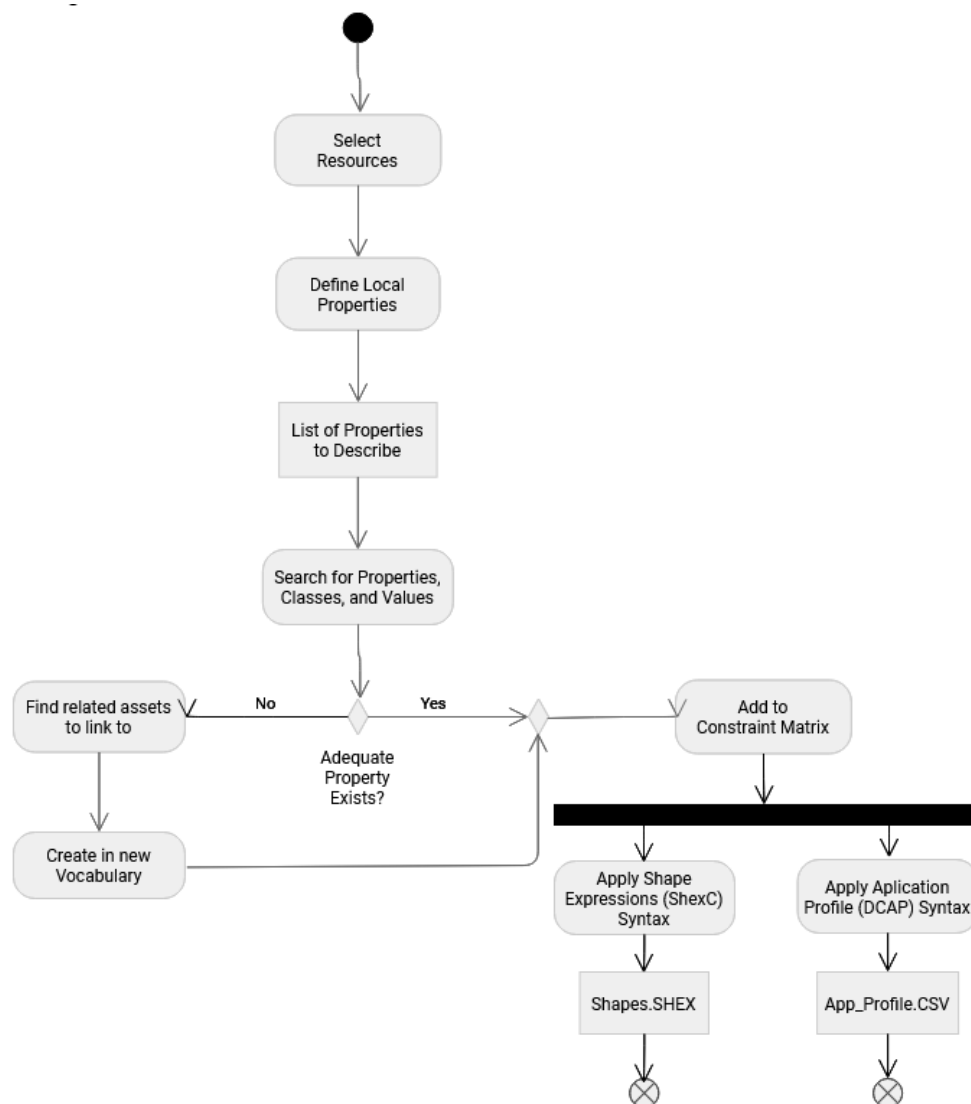 Select
Resources
Define Local
Properties
List of Properties
to Describe
Search for Properties,
Classes, and Values
No
Yes
Find related assets
to link to
Adequate
Property
Exists?
Add to
Constraint Matrix
Create in new
Vocabulary
Apply Shape
Expressions (ShexC)
Syntax
Apply Aplication
Profile (DCAP) Syntax
Shapes.SHEX
App_Profile.CSV